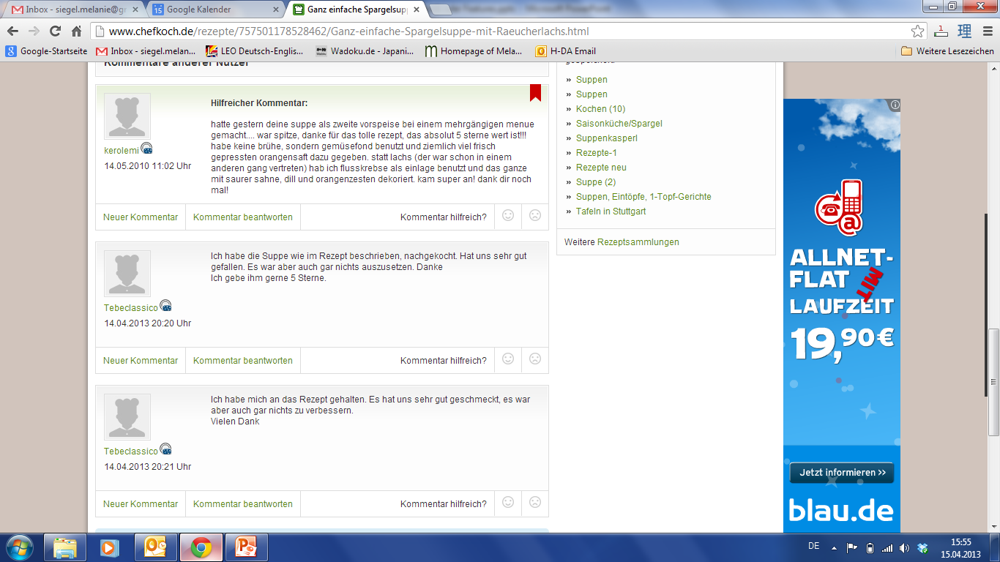 Inbox - siegel.melanie@g
Google Kalender
Ganz einfache Spargelsupp
www.chefkoch.de/rezepte/757501178528462/Ganz-einfache-Spargelsuppe-mit-Raeucherlachs.html
Google-Startseite
Inbox - siegel.melan...
LEO Deutsch-Englis...
Wadoku.de - Japani...
Homepage of Mela...
H-DA Email
Weitere Lesezeichen
Kommentare anderer Nutzer
Hilfreicher Kommentar:
hatte gestern deine suppe als zweite vorspeise bei einem mehrgängigen menue
gemacht.... war spitze, danke für das tolle rezept, das absolut 5 sterne wert ist!!!
habe keine brühe, sondern gemüsefond benutzt und ziemlich viel frisch
gepressten orangensaft dazu gegeben. statt lachs (der war schon in einem
anderen gang vertreten) hab ich flusskrebse als einlage benutzt und das ganze
mit saurer sahne, dill und orangenzesten dekoriert. kam super an! dank dir noch
mal!
kerolemi
14.05.2010 11:02 Uhr
Neuer Kommentar
Kommentar beantworten
Kommentar hilfreich?
Ich habe die Suppe wie im Rezept beschrieben, nachgekocht. Hat uns sehr gut
gefallen. Es war aber auch gar nichts auszusetzen. Danke
Ich gebe ihm gerne 5 Sterne.
Tebeclassico
14.04.2013 20:20 Uhr
Neuer Kommentar
Kommentar beantworten
Kommentar hilfreich?
Ich habe mich an das Rezept gehalten. Es hat uns sehr gut geschmeckt, es war
aber auch gar nichts zu verbessern.
Vielen Dank
Tebeclassico
14.04.2013 20:21 Uhr
Neuer Kommentar
Kommentar beantworten
Kommentar hilfreich?
» Suppen
» Suppen
» Kochen (10)
» Saisonküche/Spargel
» Suppenkasperl
» Rezepte-1
» Rezepte neu
» Suppe (2)
» Suppen, Eintöpfe, 1-Topf-Gerichte
» Tafeln in Stuttgart
Weitere Rezeptsammlungen
ALLNET-
FLAT
MIT
LAUFZEIT
19,90€
Jetzt informieren >>
blau.de
DE
15:55
15.04.2013